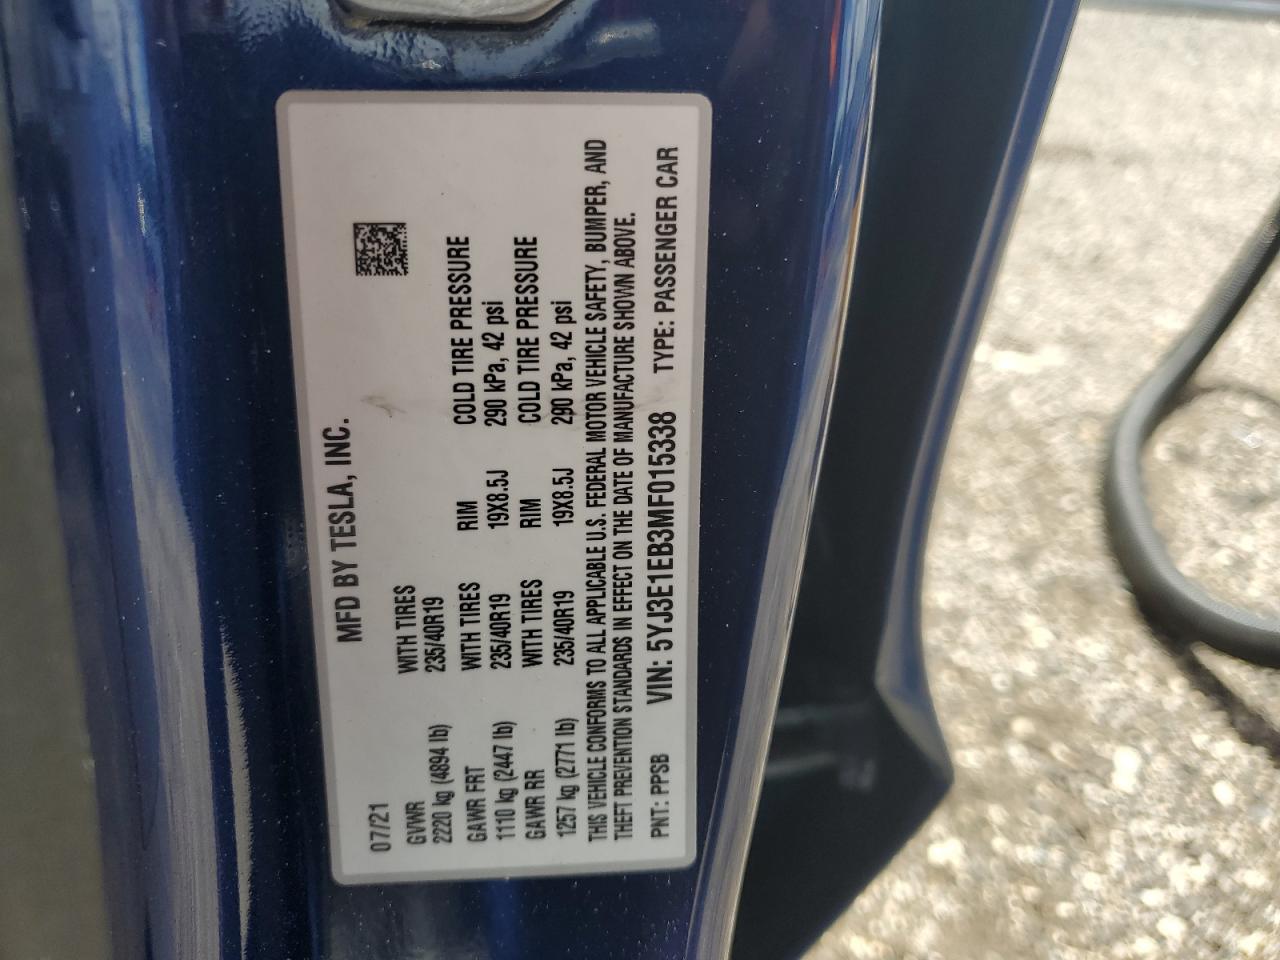 MFD BY TESLA, INC.
07/21
GVWR WITH TIRES
2220 kg (4894 lb) 235/40R19
GAWR FRT WITH TIRES RIM COLD TIRE PRESSURE
1110 kg (2447 lb) 235/40R19 19X8.5J 290 kPa, 42 psi
GAWR RR WITH TIRES RIM COLD TIRE PRESSURE
1257 kg (2771 lb) 235/40R19 19X8.5J 290 kPa, 42 psi
THIS VEHICLE CONFORMS TO ALL APPLICABLE U.S. FEDERAL MOTOR VEHICLE SAFETY, BUMPER, AND
THEFT PREVENTION STANDARDS IN EFFECT ON THE DATE OF MANUFACTURE SHOWN ABOVE.
PNT: PPSB VIN: 5YJ3E1EB3MF015338 TYPE: PASSENGER CAR